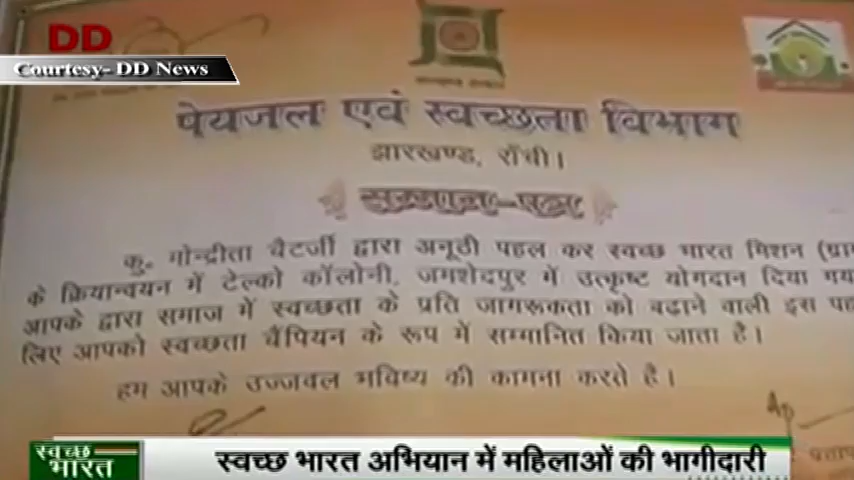 DD
Courtesy- DD News
पेयजल एवं स्वच्छता विभाग
झारखण्ड, राँची।
सम्मान-पत्र
कु. मोन्द्रीता चैटर्जी द्वारा अनूठी पहल कर स्वच्छ भारत मिशन (ग्रा
के क्रियान्वयन में टेल्को कॉलोनी, जमशेदपुर में उत्कृष्ट योगदान दिया गय
आपके द्वारा समाज में स्वच्छता के प्रति जागरूकता को बढ़ाने वाली इस पह
लिए आपको स्वच्छता चैंपियन के रूप में सम्मानित किया जाता है।
हम आपके उज्जवल भविष्य की कामना करते है।
स्वच्छ
भारत
स्वच्छ भारत अभियान में महिलाओं की भागीदारी